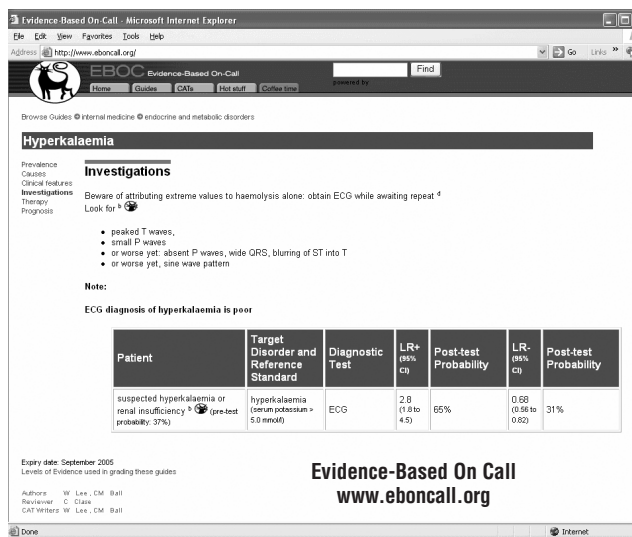 Evidence-Based On-Call - Microsoft Internet Explorer
File Edit View Favorites Tools Help
Address http://www.eboncall.org/ Go Links »
EBOC Evidence-Based On-Call
Find
powered by
Home Guides CATs Hot stuff Coffee time
Browse Guides internal medicine endocrine and metabolic disorders
Hyperkalaemia
Prevalence
Causes
Clinical features
Investigations
Therapy
Prognosis
Investigations
Beware of attributing extreme values to haemolysis alone: obtain ECG while awaiting repeat d
Look for b
• peaked T waves,
• small P waves
• or worse yet: absent P waves, wide QRS, blurring of ST into T
• or worse yet, sine wave pattern
Note:
ECG diagnosis of hyperkalaemia is poor
Patient
Target
Disorder and
Reference
Standard
Diagnostic
Test
LR+
(95%
CI)
Post-test
Probability
LR-
(95%
CI)
Post-test
Probability
suspected hyperkalaemia or
renal insufficiency b (pre-test
probability: 37%)
hyperkalaemia
(serum potassium >
5.0 mmol/l)
ECG
2.8
(1.8 to
4.5)
65%
0.68
(0.56 to
0.82)
31%
Expiry date: September 2005
Levels of Evidence used in grading these guides
Authors W Lee, CM Ball
Reviewer C Clase
CAT Writers W Lee, CM Ball
Evidence-Based On Call
www.eboncall.org
Done
Internet